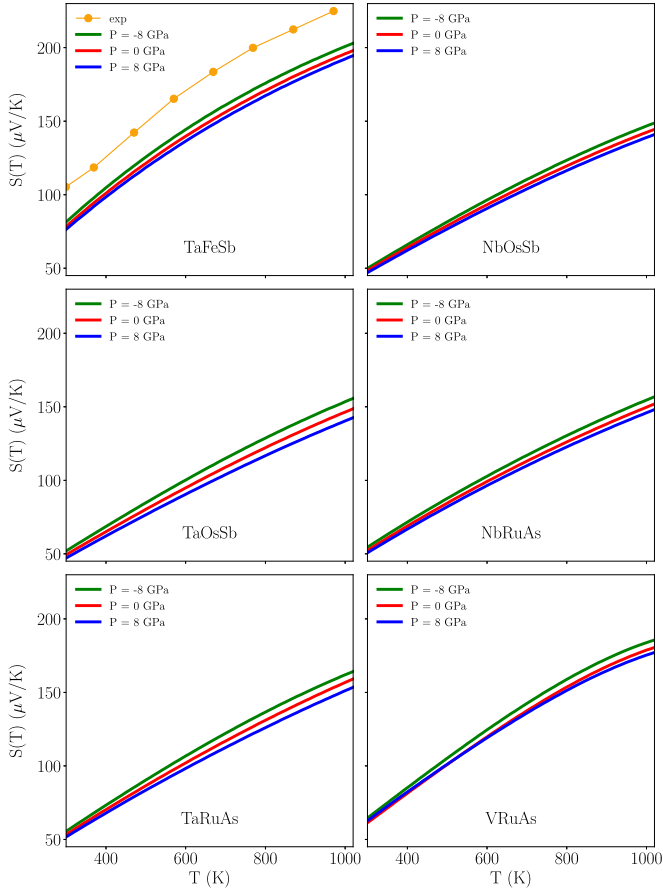 exp
P = -8 GPa
P = 0 GPa
P = 8 GPa
200
150
100
50
S(T) (μV/K)
TaFeSb
P = -8 GPa
P = 0 GPa
P = 8 GPa
NbOsSb
P = -8 GPa
P = 0 GPa
P = 8 GPa
200
150
100
50
S(T) (μV/K)
TaOsSb
P = -8 GPa
P = 0 GPa
P = 8 GPa
NbRuAs
P = -8 GPa
P = 0 GPa
P = 8 GPa
200
150
100
50
S(T) (μV/K)
TaRuAs
400 600 800 1000
T (K)
P = -8 GPa
P = 0 GPa
P = 8 GPa
VRuAs
400 600 800 1000
T (K)